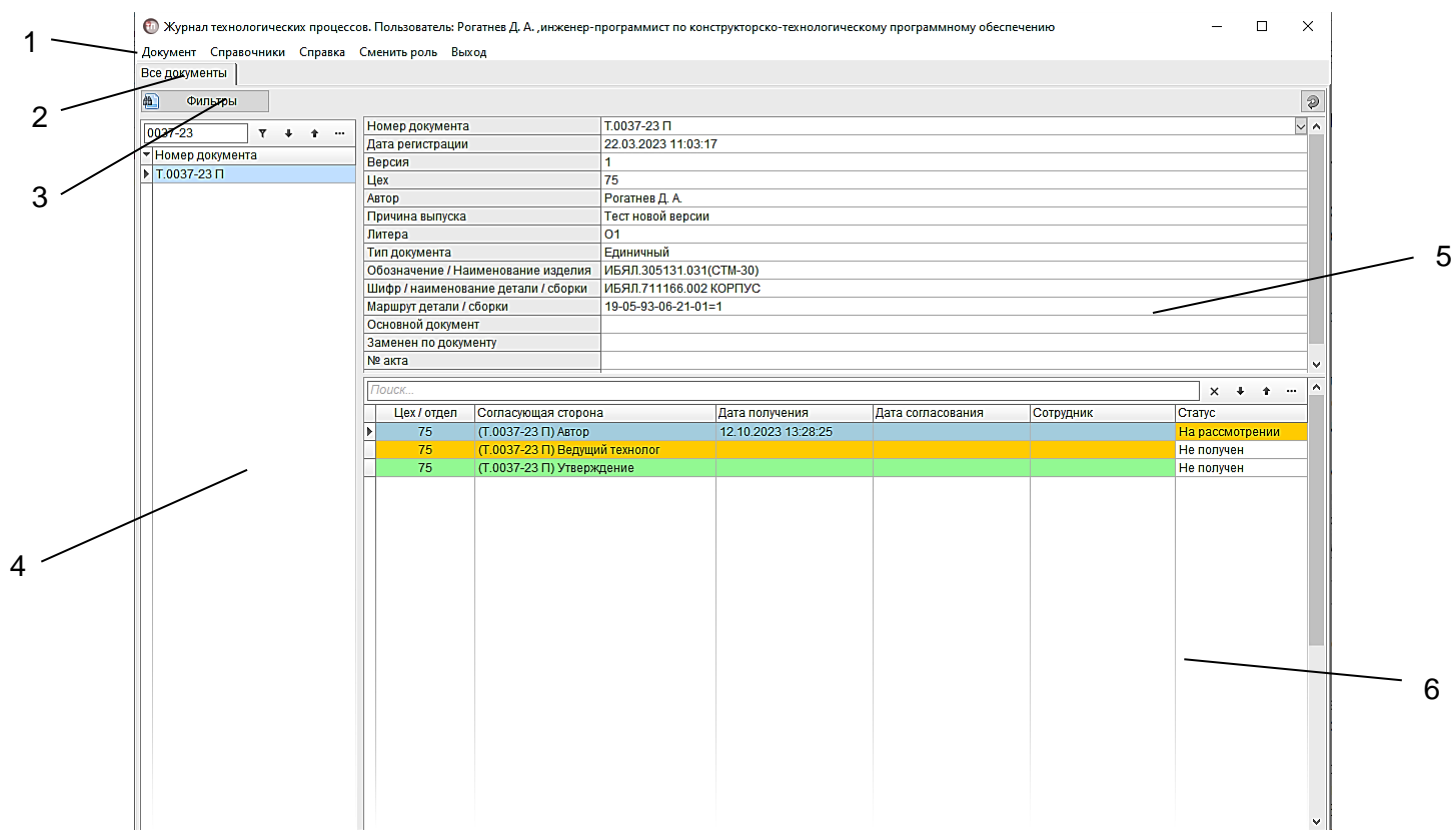 Журнал технологических процессов. Пользователь: Рогатнев Д. А. ,инженер-программист по конструкторско-технологическому программному обеспечению
1
Документ Справочники Справка Сменить роль Выход
Все документы
2
Фильтры
3
0037-23
Номер документа
Т.0037-23 П
4
Номер документа Т.0037-23 П
Дата регистрации 22.03.2023 11:03:17
Версия 1
Цех 75
Автор Рогатнев Д. А.
Причина выпуска Тест новой версии
Литера О1
Тип документа Единичный
Обозначение / Наименование изделия ИБЯЛ.305131.031(СТМ-30)
Шифр / наименование детали / сборки ИБЯЛ.711166.002 КОРПУС
Маршрут детали / сборки 19-05-93-06-21-01=1
Основной документ
Заменен по документу
№ акта
5
Поиск...
Цех / отдел Согласующая сторона Дата получения Дата согласования Сотрудник Статус
75 (Т.0037-23 П) Автор 12.10.2023 13:28:25 На рассмотрении
75 (Т.0037-23 П) Ведущий технолог Не получен
75 (Т.0037-23 П) Утверждение Не получен
6